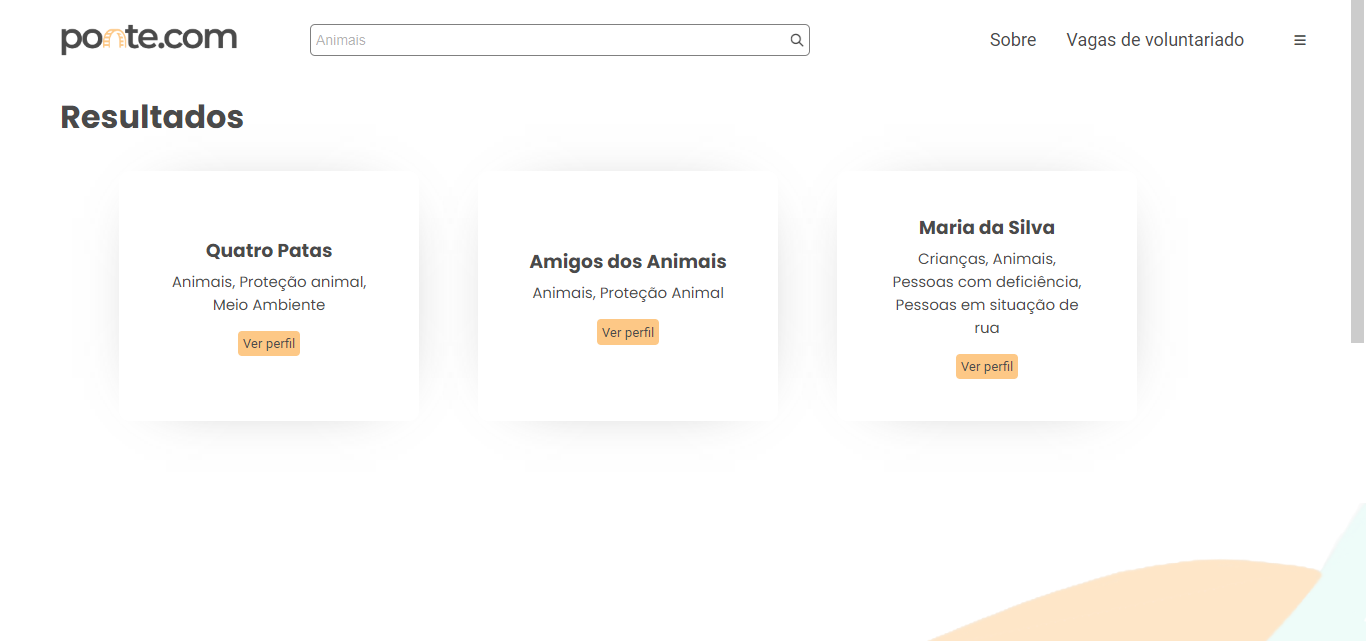 ponte.com
Animais
Sobre
Vagas de voluntariado
Resultados
Quatro Patas
Animais, Proteção animal,
Meio Ambiente
Ver perfil
Amigos dos Animais
Animais, Proteção Animal
Ver perfil
Maria da Silva
Crianças, Animais,
Pessoas com deficiência,
Pessoas em situação de
rua
Ver perfil